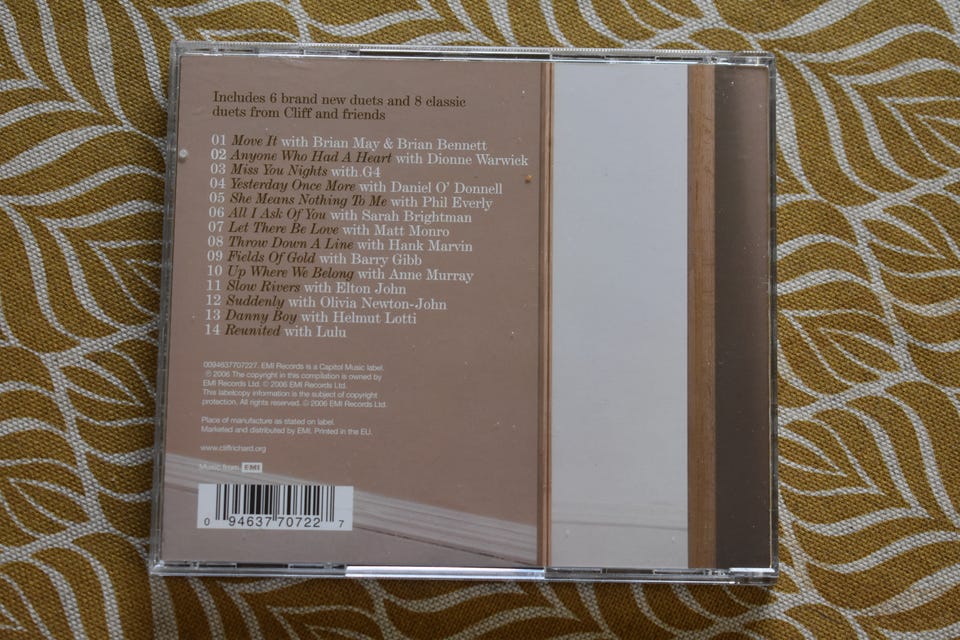 Includes 6 brand new duets and 8 classic
duets from Cliff and friends
01 Move It with Brian May & Brian Bennett
02 Anyone Who Had A Heart with Dionne Warwick
03 Miss You Nights with G4
04 Yesterday Once More with Daniel O' Donnell
05 She Means Nothing To Me with Phil Everly
06 All I Ask Of You with Sarah Brightman
07 Let There Be Love with Matt Monro
08 Throw Down A Line with Hank Marvin
09 Fields Of Gold with Barry Gibb
10 Up Where We Belong with Anne Murray
11 Slow Rivers with Elton John
12 Suddenly with Olivia Newton-John
13 Danny Boy with Helmut Lotti
14 Reunited with Lulu
0094637707227. EMI Records is a Capitol Music label.
℗ 2006 The copyright in this compilation is owned by
EMI Records Ltd. © 2006 EMI Records Ltd.
This labelcopy information is the subject of copyright
protection. All rights reserved. © 2006 EMI Records Ltd.
Place of manufacture as stated on label.
Marketed and distributed by EMI. Printed in the EU.
www.cliffrichard.org
Music from EMI
0 94637 70722 7